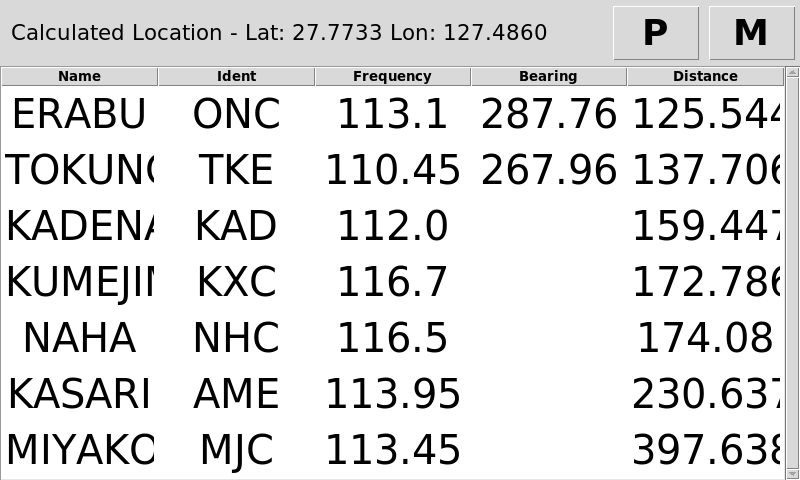 Calculated Location - Lat: 27.7733 Lon: 127.4860 P M
Name Ident Frequency Bearing Distance
ERABU ONC 113.1 287.76 125.544
TOKUNO TKE 110.45 267.96 137.706
KADENA KAD 112.0 159.447
KUMEJI KXC 116.7 172.786
NAHA NHC 116.5 174.08
KASARI AME 113.95 230.637
MIYAKO MJC 113.45 397.638